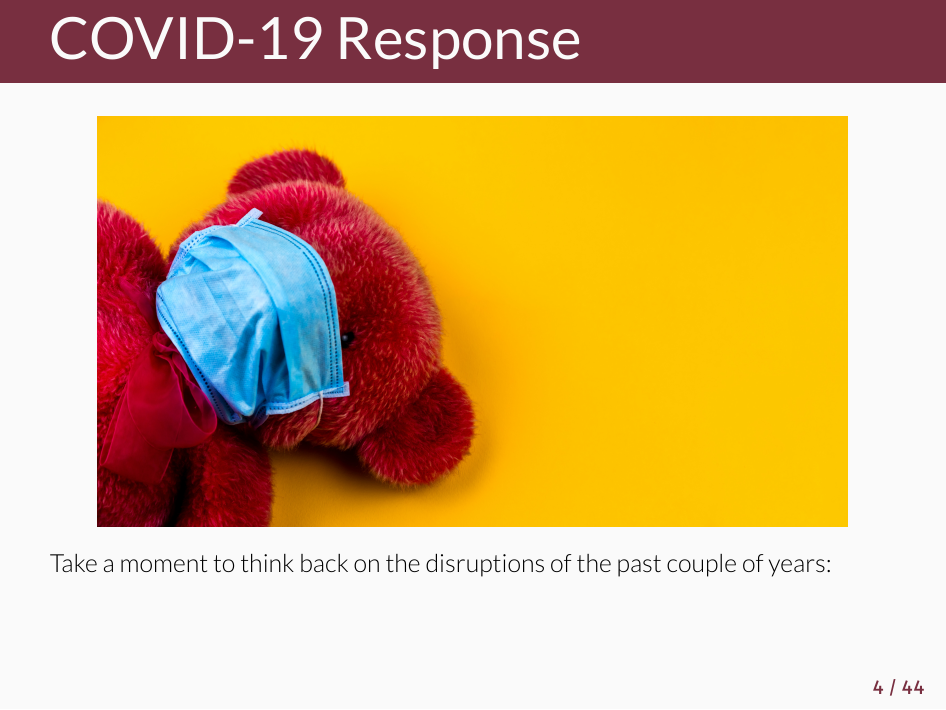 COVID-19 Response
Take a moment to think back on the disruptions of the past couple of years:
4 / 44